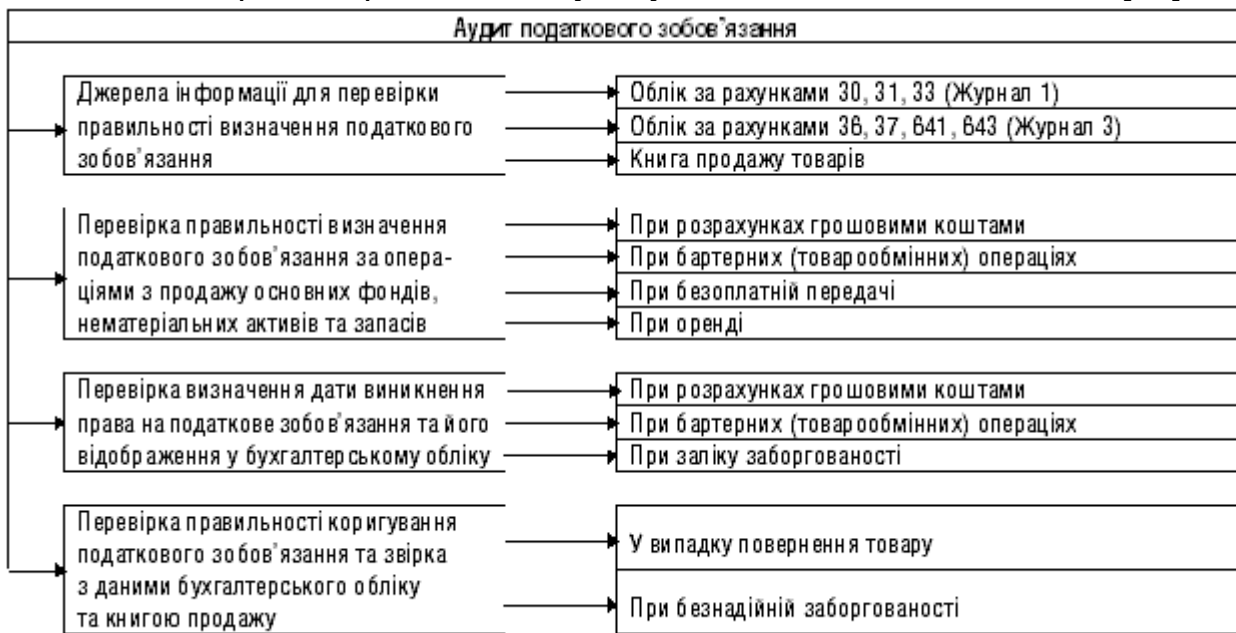 Аудит податкового зобов'язання
Джерела інформації для перевірки
правильності визначення податкового
зобов'язання
Облік за рахунками 30, 31, 33 (Журнал 1)
Облік за рахунками 36, 37, 641, 643 (Журнал 3)
Книга продажу товарів
Перевірка правильності визначення
податкового зобов'язання за опера-
ціями з продажу основних фондів,
нематеріальних активів та запасів
При розрахунках грошовими коштами
При бартерних (товарообмінних) операціях
При безоплатній передачі
При оренді
Перевірка визначення дати виникнення
права на податкове зобов'язання та його
відображення у бухгалтерському обліку
При розрахунках грошовими коштами
При бартерних (товарообмінних) операціях
При заліку заборгованості
Перевірка правильності коригування
податкового зобов'язання та звірка
з даними бухгалтерського обліку
та книгою продажу
У випадку повернення товару
При безнадійній заборгованості